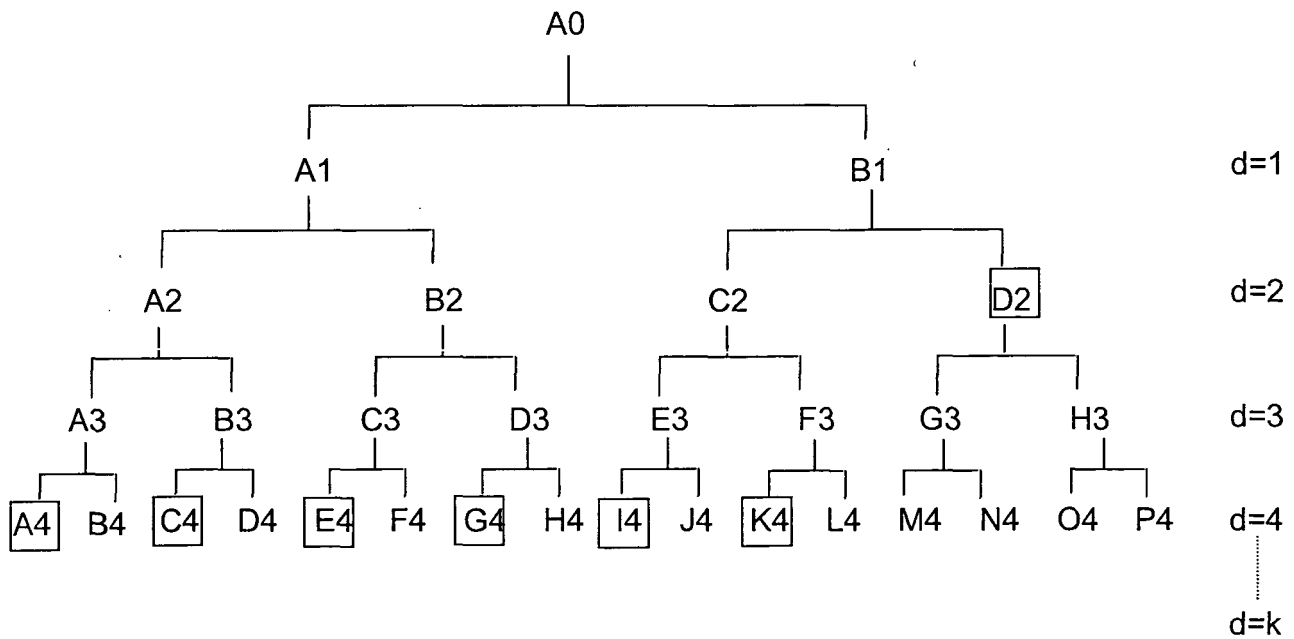 A0
A1 B1 d=1
A2 B2 C2 D2 d=2
A3 B3 C3 D3 E3 F3 G3 H3 d=3
A4 B4 C4 D4 E4 F4 G4 H4 I4 J4 K4 L4 M4 N4 O4 P4 d=4
d=k